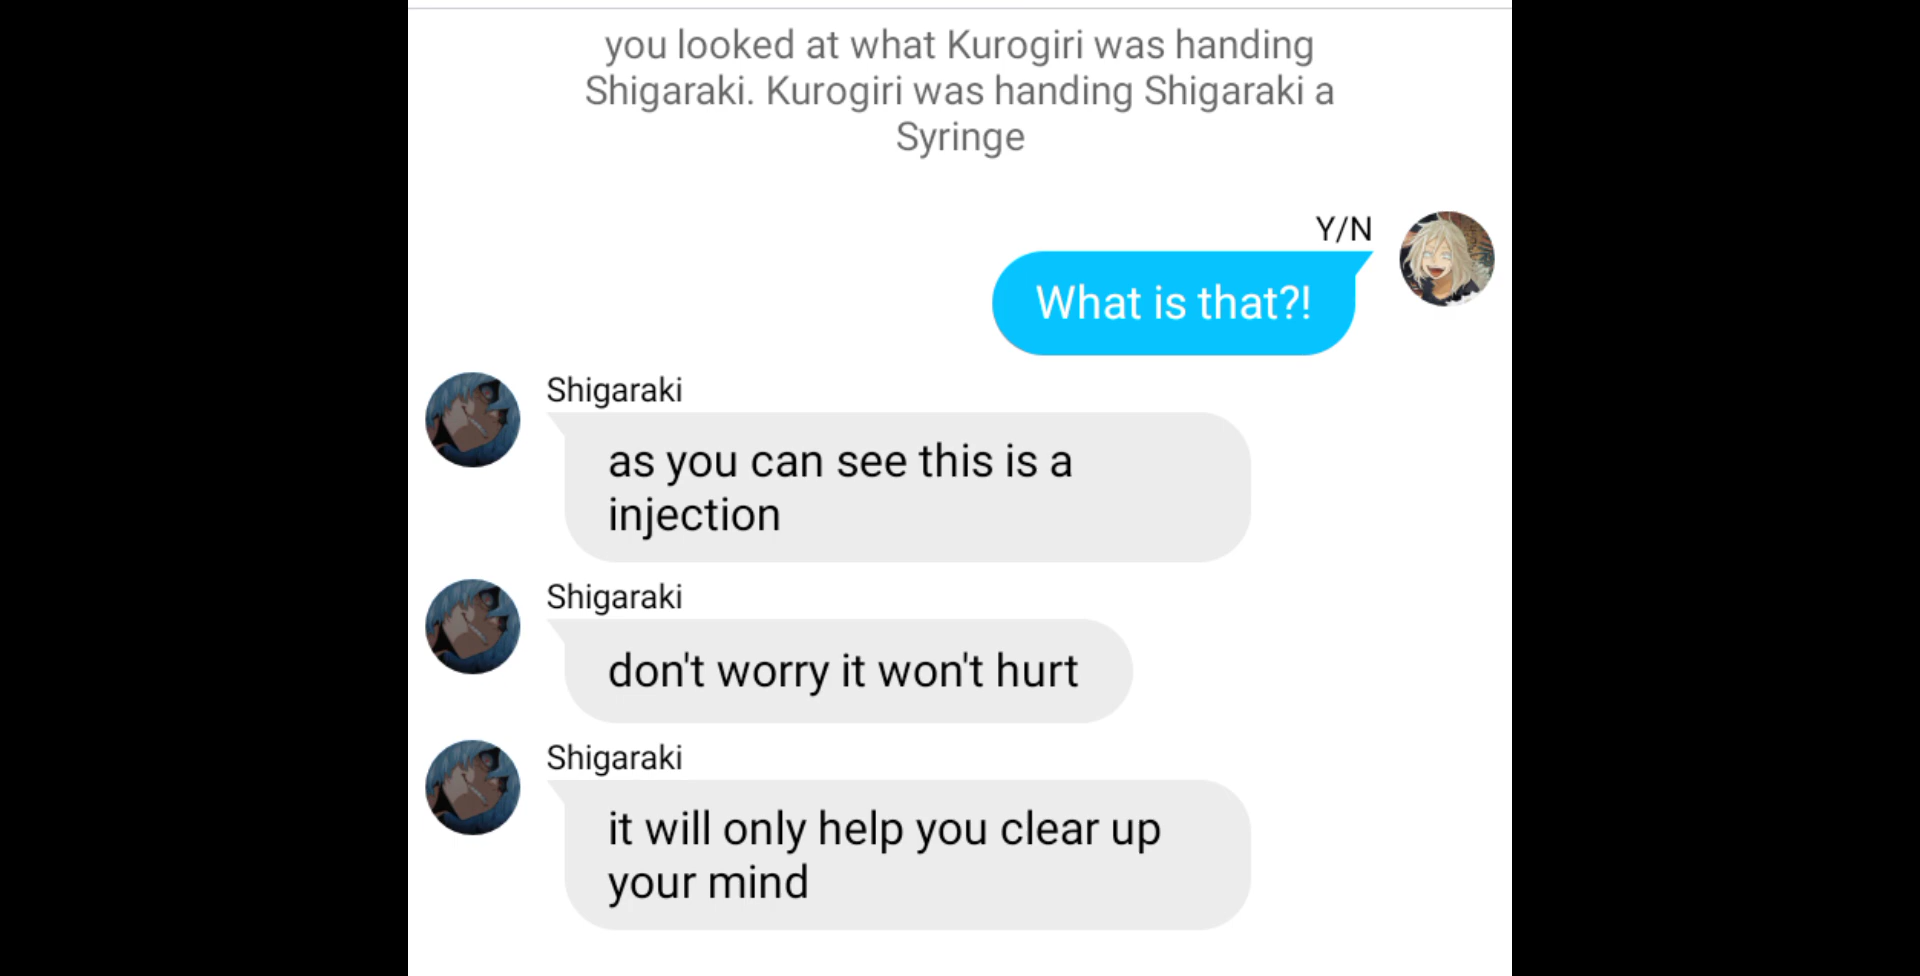 you looked at what Kurogiri was handing
Shigaraki. Kurogiri was handing Shigaraki a
Syringe
Y/N
What is that?!
Shigaraki
as you can see this is a
injection
Shigaraki
don't worry it won't hurt
Shigaraki
it will only help you clear up
your mind